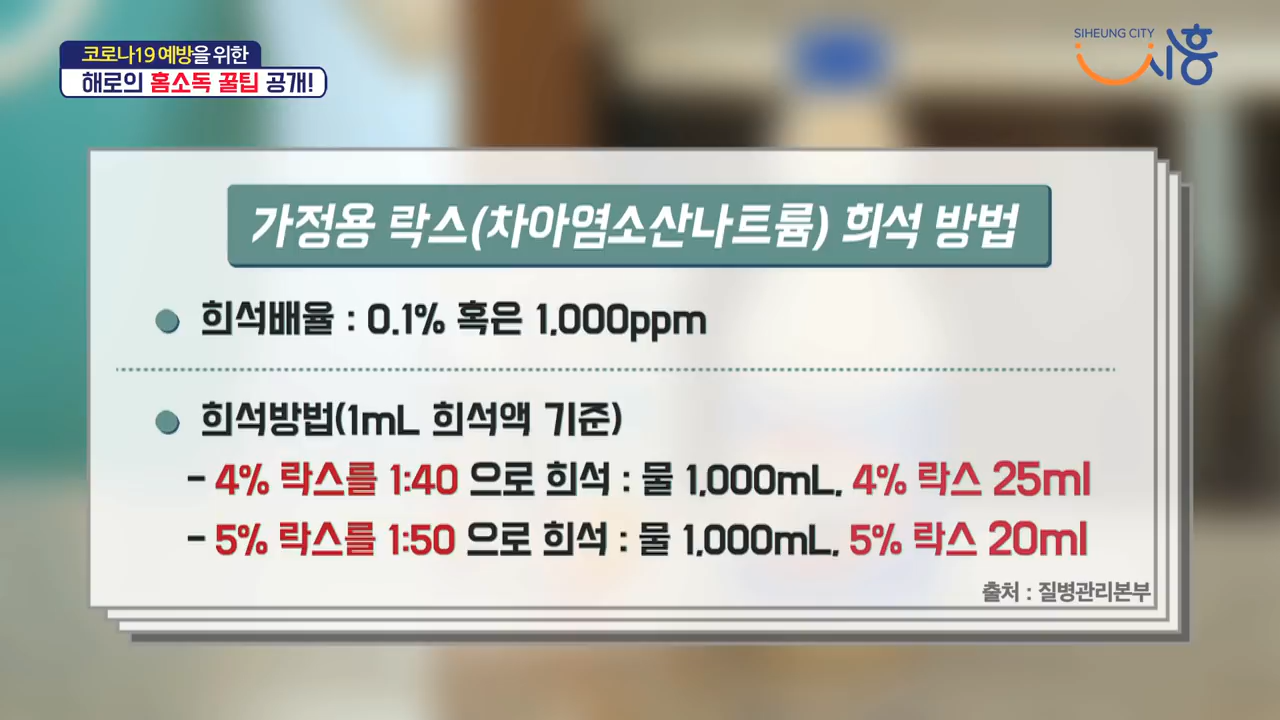 코로나19 예방을 위한
해로의 홈소독 꿀팁 공개!
SIHEUNG CITY
시흥
가정용 락스(차아염소산나트륨) 희석 방법
희석배율 : 0.1% 혹은 1,000ppm
희석방법(1mL 희석액 기준)
- 4% 락스를 1:40 으로 희석 : 물 1,000mL, 4% 락스 25ml
- 5% 락스를 1:50 으로 희석 : 물 1,000mL, 5% 락스 20ml
출처 : 질병관리본부